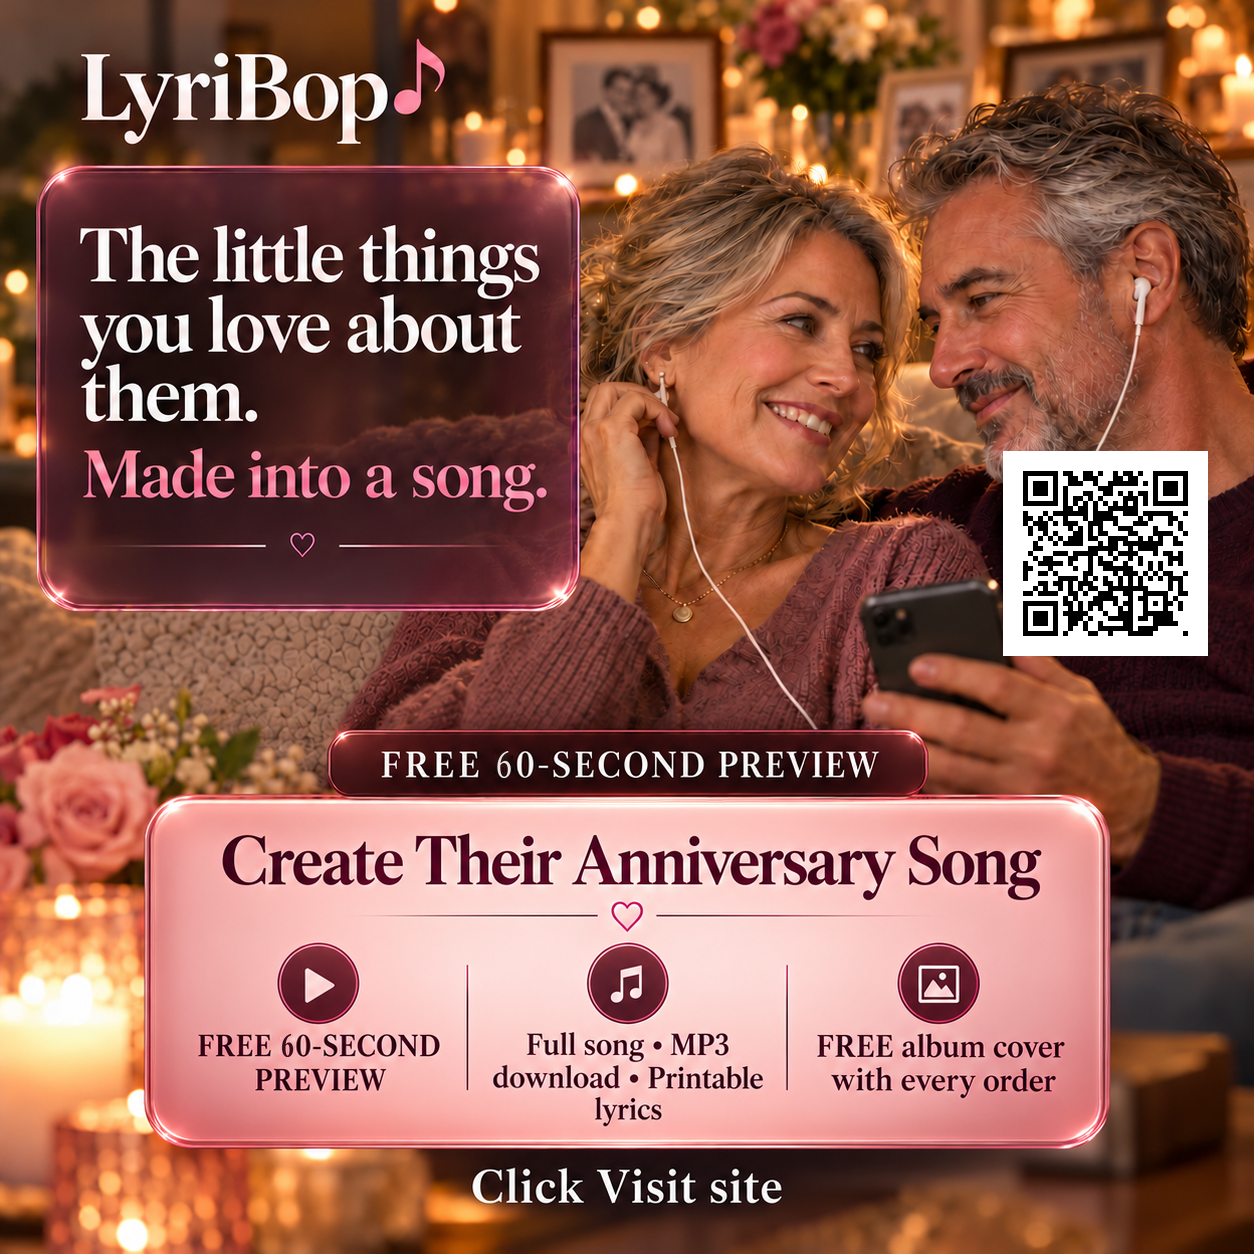 LyriBop
The little things
you love about
them.
Made into a song.
FREE 60-SECOND PREVIEW
Create Their Anniversary Song
FREE 60-SECOND
PREVIEW
Full song • MP3
download • Printable
lyrics
FREE album cover
with every order
Click Visit site